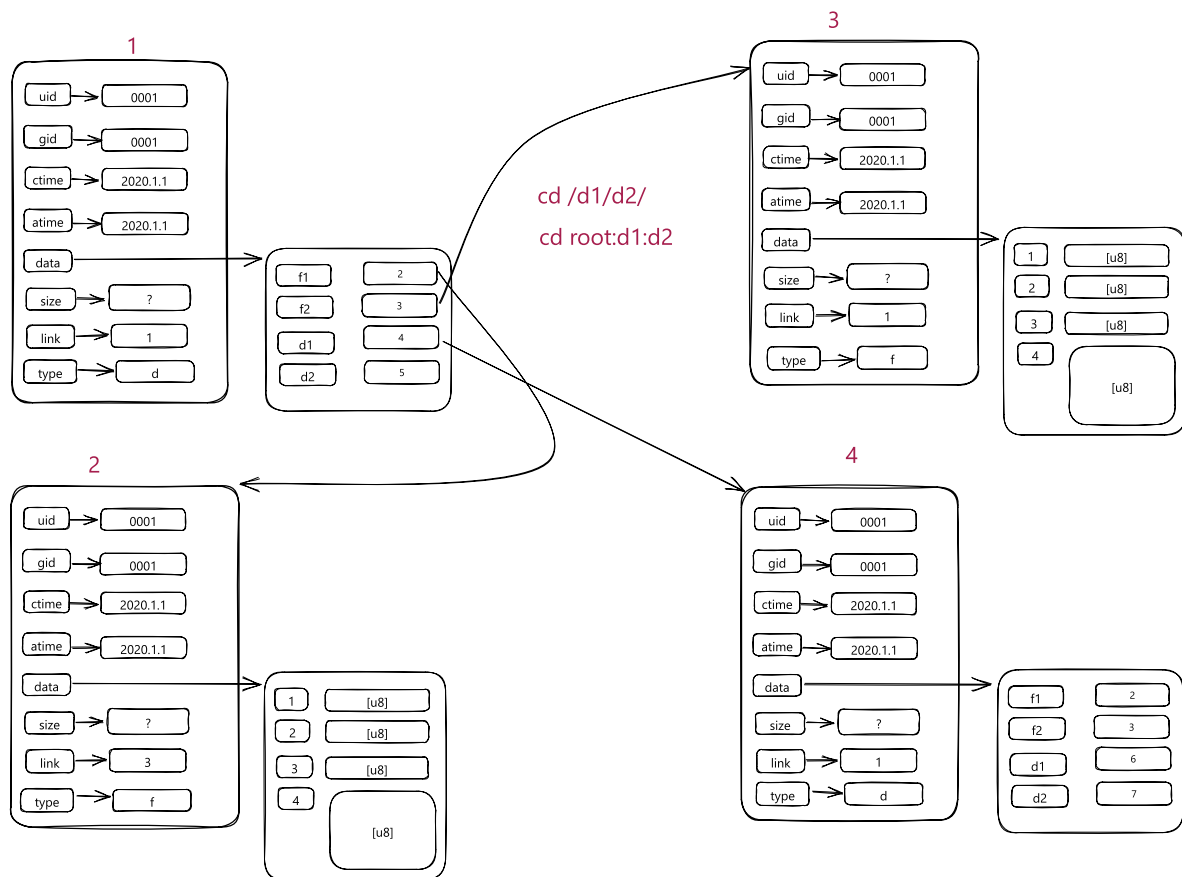 1
uid 0001
gid 0001
ctime 2020.1.1
atime 2020.1.1
data
size ?
link 1
type d
f1 2
f2 3
d1 4
d2 5
cd /d1/d2/
cd root:d1:d2
3
uid 0001
gid 0001
ctime 2020.1.1
atime 2020.1.1
data
size ?
link 1
type f
1 [u8]
2 [u8]
3 [u8]
4 [u8]
2
uid 0001
gid 0001
ctime 2020.1.1
atime 2020.1.1
data
size ?
link 3
type f
1 [u8]
2 [u8]
3 [u8]
4 [u8]
4
uid 0001
gid 0001
ctime 2020.1.1
atime 2020.1.1
data
size ?
link 1
type d
f1 2
f2 3
d1 6
d2 7